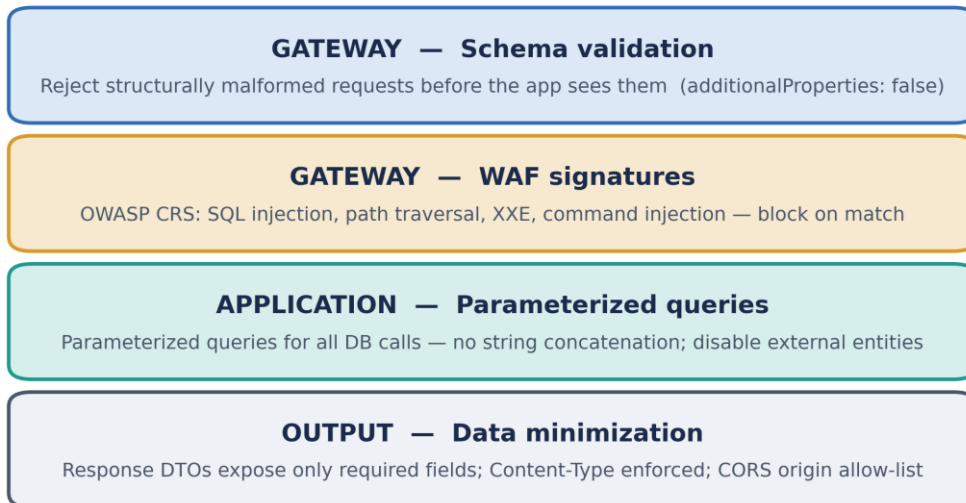 GATEWAY — Schema validation
Reject structurally malformed requests before the app sees them (additionalProperties: false)
GATEWAY — WAF signatures
OWASP CRS: SQL injection, path traversal, XXE, command injection — block on match
APPLICATION — Parameterized queries
Parameterized queries for all DB calls — no string concatenation; disable external entities
OUTPUT — Data minimization
Response DTOs expose only required fields; Content-Type enforced; CORS origin allow-list